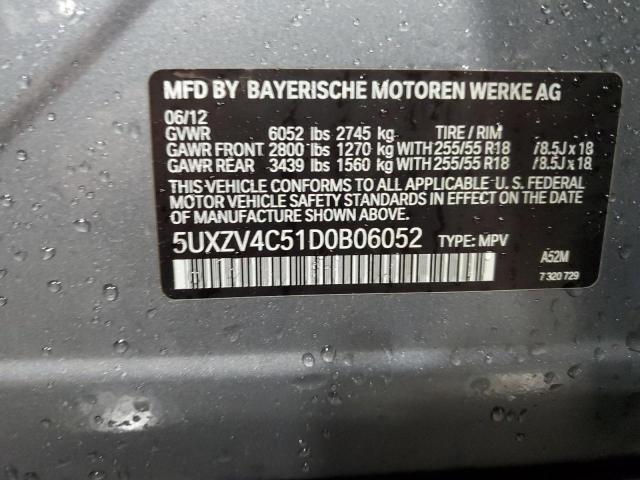 MFD BY BAYERISCHE MOTOREN WERKE AG
06/12
GVWR 6052 lbs 2745 kg TIRE / RIM
GAWR FRONT 2800 lbs 1270 kg WITH 255/55 R18 /8.5J x 18
GAWR REAR 3439 lbs 1560 kg WITH 255/55 R18 /8.5J x 18
THIS VEHICLE CONFORMS TO ALL APPLICABLE U. S. FEDERAL
MOTOR VEHICLE SAFETY STANDARDS IN EFFECT ON THE DATE
OF MANUFACTURE SHOWN ABOVE.
5UXZV4C51D0B06052 TYPE: MPV
A52M
7 320 729